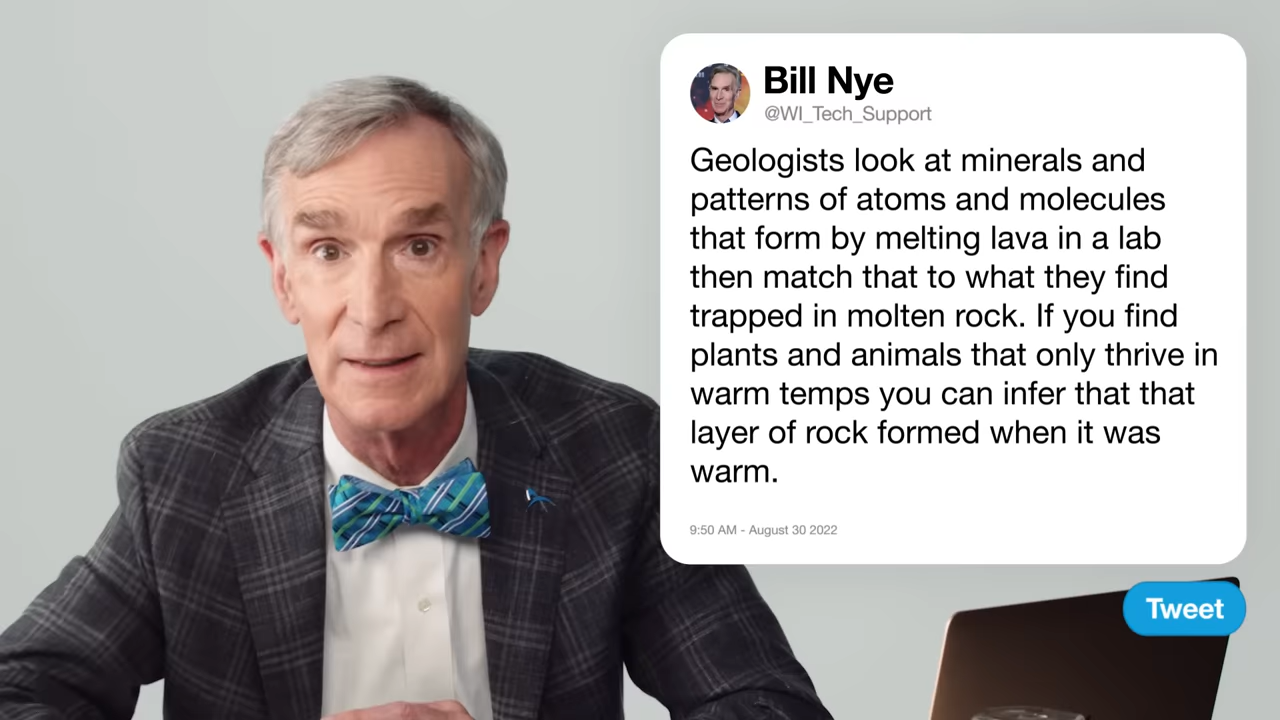 Bill Nye
@WI_Tech_Support
Geologists look at minerals and
patterns of atoms and molecules
that form by melting lava in a lab
then match that to what they find
trapped in molten rock. If you find
plants and animals that only thrive in
warm temps you can infer that that
layer of rock formed when it was
warm.
9:50 AM - August 30 2022
Tweet